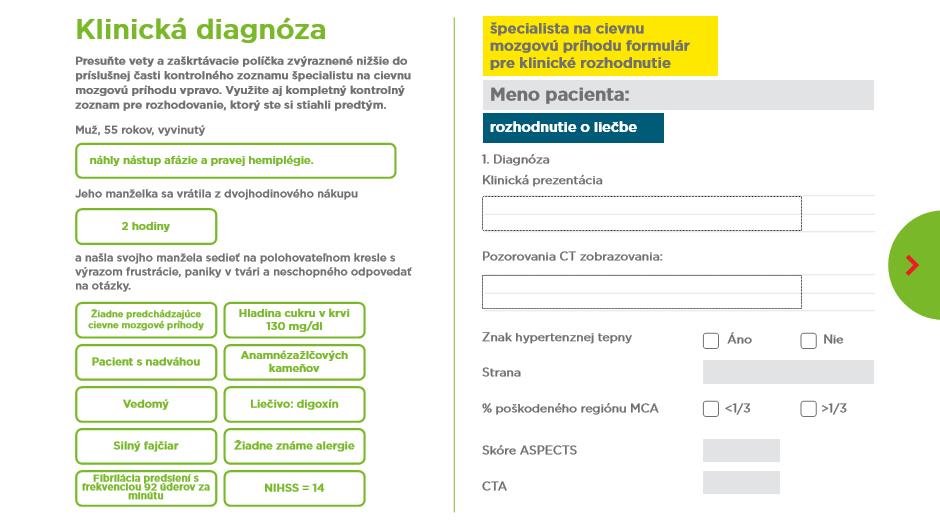 Klinická diagnóza
Presuňte vety a zaškrtávacie políčka zvýraznené nižšie do
príslušnej časti kontrolného zoznamu špecialistu na cievnu
mozgovú príhodu vpravo. Využite aj kompletný kontrolný
zoznam pre rozhodovanie, ktorý ste si stiahli predtým.
Muž, 55 rokov, vyvinutý
náhly nástup afázie a pravej hemiplégie.
Jeho manželka sa vrátila z dvojhodinového nákupu
2 hodiny
a našla svojho manžela sedieť na polohovateľnom kresle s
výrazom frustrácie, paniky v tvári a neschopného odpovedať
na otázky.
Žiadne predchádzajúce
cievne mozgové príhody
Hladina cukru v krvi
130 mg/dl
Pacient s nadváhou
Anamnézažlčových
kameňov
Vedomý
Liečivo: digoxín
Silný fajčiar
Žiadne známe alergie
Fibrilácia predsiení s
frekvenciou 92 úderov za
minútu
NIHSS = 14
špecialista na cievnu
mozgovú príhodu formulár
pre klinické rozhodnutie
Meno pacienta:
rozhodnutie o liečbe
1. Diagnóza
Klinická prezentácia
Pozorovania CT zobrazovania:
Znak hypertenznej tepny
Áno
Nie
Strana
% poškodeného regiónu MCA
<1/3
>1/3
Skóre ASPECTS
CTA